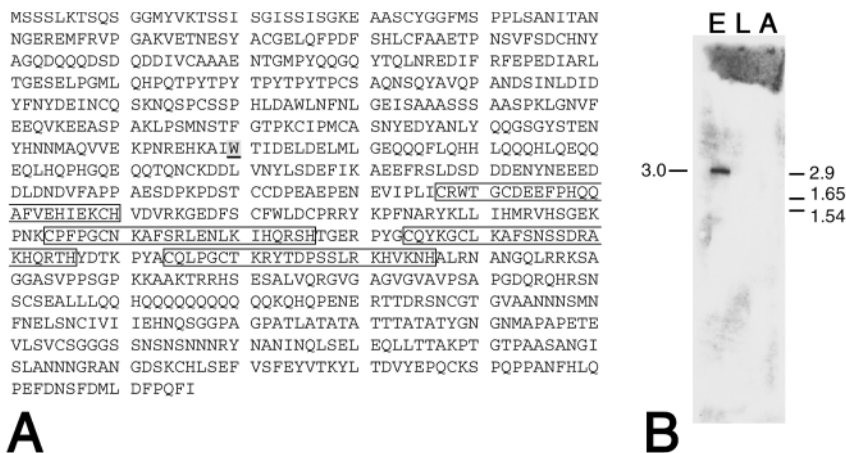 MSSSLKTSQS GGMYVKTSSI SGISSISGKE AASCYGGFMS PPLSANITAN
NGEREMFRVP GAKVETNESY ACGELQFPDF SHLCFAAETP NSVFSDCHNY
AGQDQQQDSD QDDIVCAAAE NTGMPYQQGQ YTQLNREDIF RFEPEDIARL
TGESELPGML QHPQTPYTPY TPYTPYTPCS AQNSQYAVQP ANDSINLDID
YFNYDEINCQ SKNQSPCSSP HLDAWLNFNL GEISAAASSS AASPKLGNVF
EEQVKEEASP AKLPSMNSTF GTPKCIPMCA SNYEDYANLY QQGSGYSTEN
YHNNMAQVVE KPNREHKAIW TIDELDELML GEQQQFLQHH LQQQHLQEQQ
EQLHQPHGQE QQTQNCKDDL VNYLSDEFIK AEEFRSLDSD DDENYNEEED
DLDNDVFAPP AESDPKPDST CCDPEAEPEN EVIPLICRWT GCDEEFPHQQ
AFVEHIEKCH VDVRKGEDFS CFWLDCPRRY KPFNARYKLL IHMRVHSGEK
PNKCPFPGCN KAFSRLENLK IHQRSHTGER PYGCQYKGCL KAFSNSSDRA
KHQRTHYDTK PYACQLPGCT KRYTDPSSLR KHVKNHALRN ANGQLRRKSA
GGASVPPSGP KKAAKTRRHS ESALVQRGVG AGVGVAVPSA PGDQRQHRSN
SCSEALLLQQ HQQQQQQQQQ QQKQHQPENE RTTDRSNCGT GVAANNNSMN
FNELSNCIVI IEHNQSGGPA GPATLATATA TTTATATYGN GNMAPAPETE
VLSVCSGGGS SNSNSNNNRY NANINQLSEL EQLLTTAKPT GTPAASANGI
SLANNNGRAN GDSKCHLSEF VSFEYVTKYL TDVYEPQCKS PQPPANFHLQ
PEFDNSFDML DFPQFI
A
E L A
3.0
2.9
1.65
1.54
B